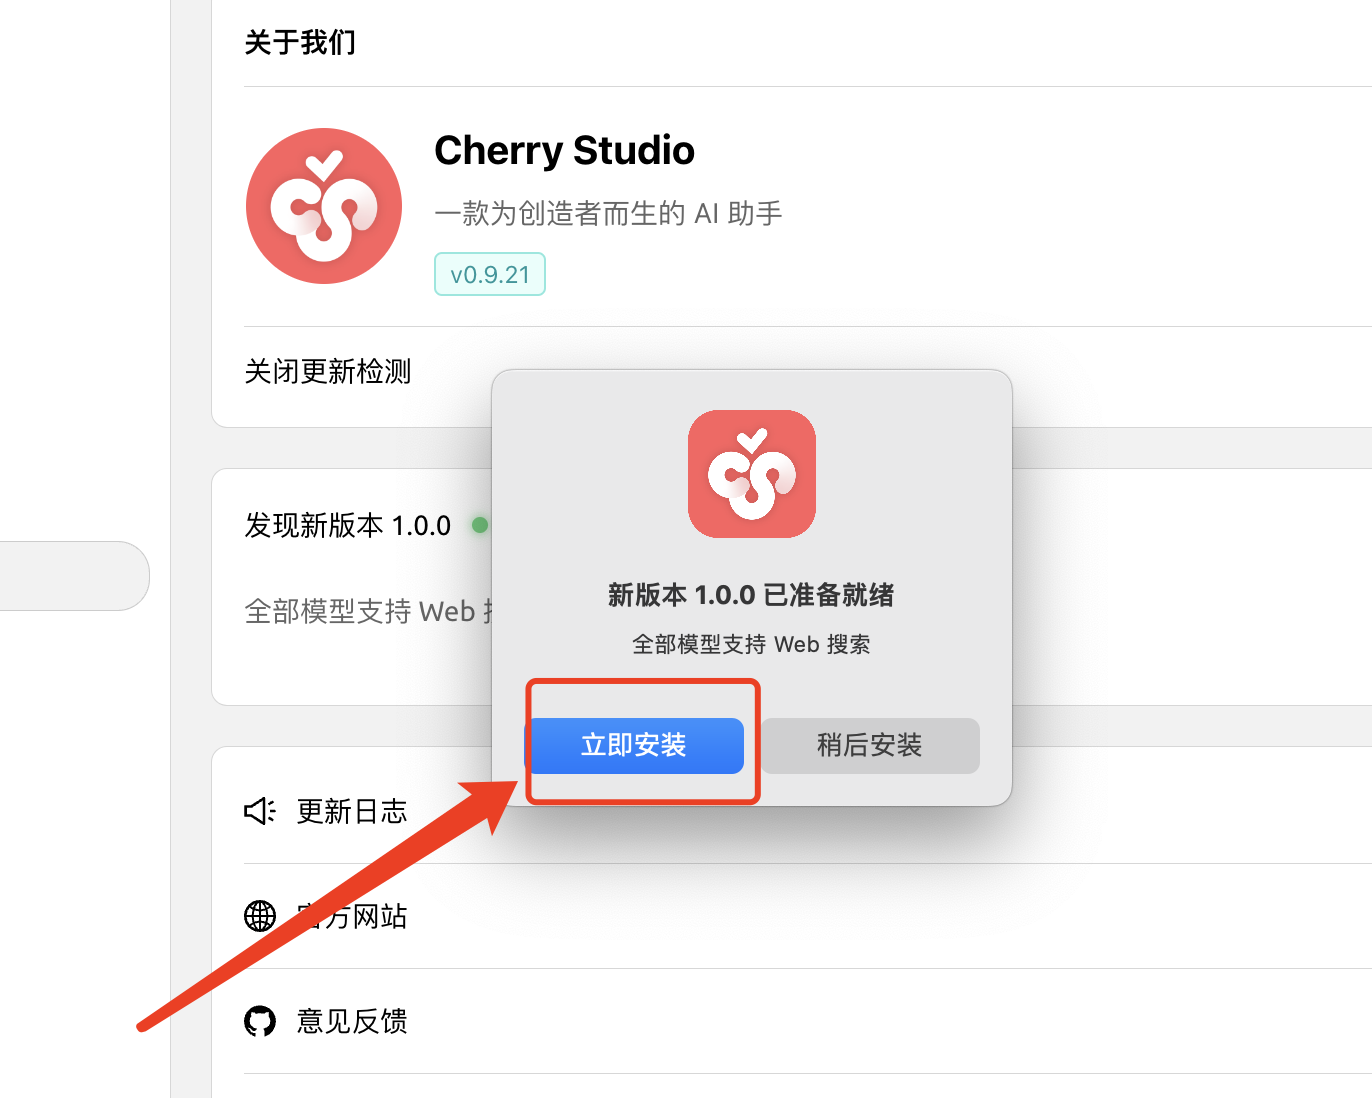 关于我们
Cherry Studio
一款为创造者而生的 AI 助手
v0.9.21
关闭更新检测
发现新版本 1.0.0
全部模型支持 Web
新版本 1.0.0 已准备就绪
全部模型支持 Web 搜索
立即安装
稍后安装
更新日志
官方网站
意见反馈